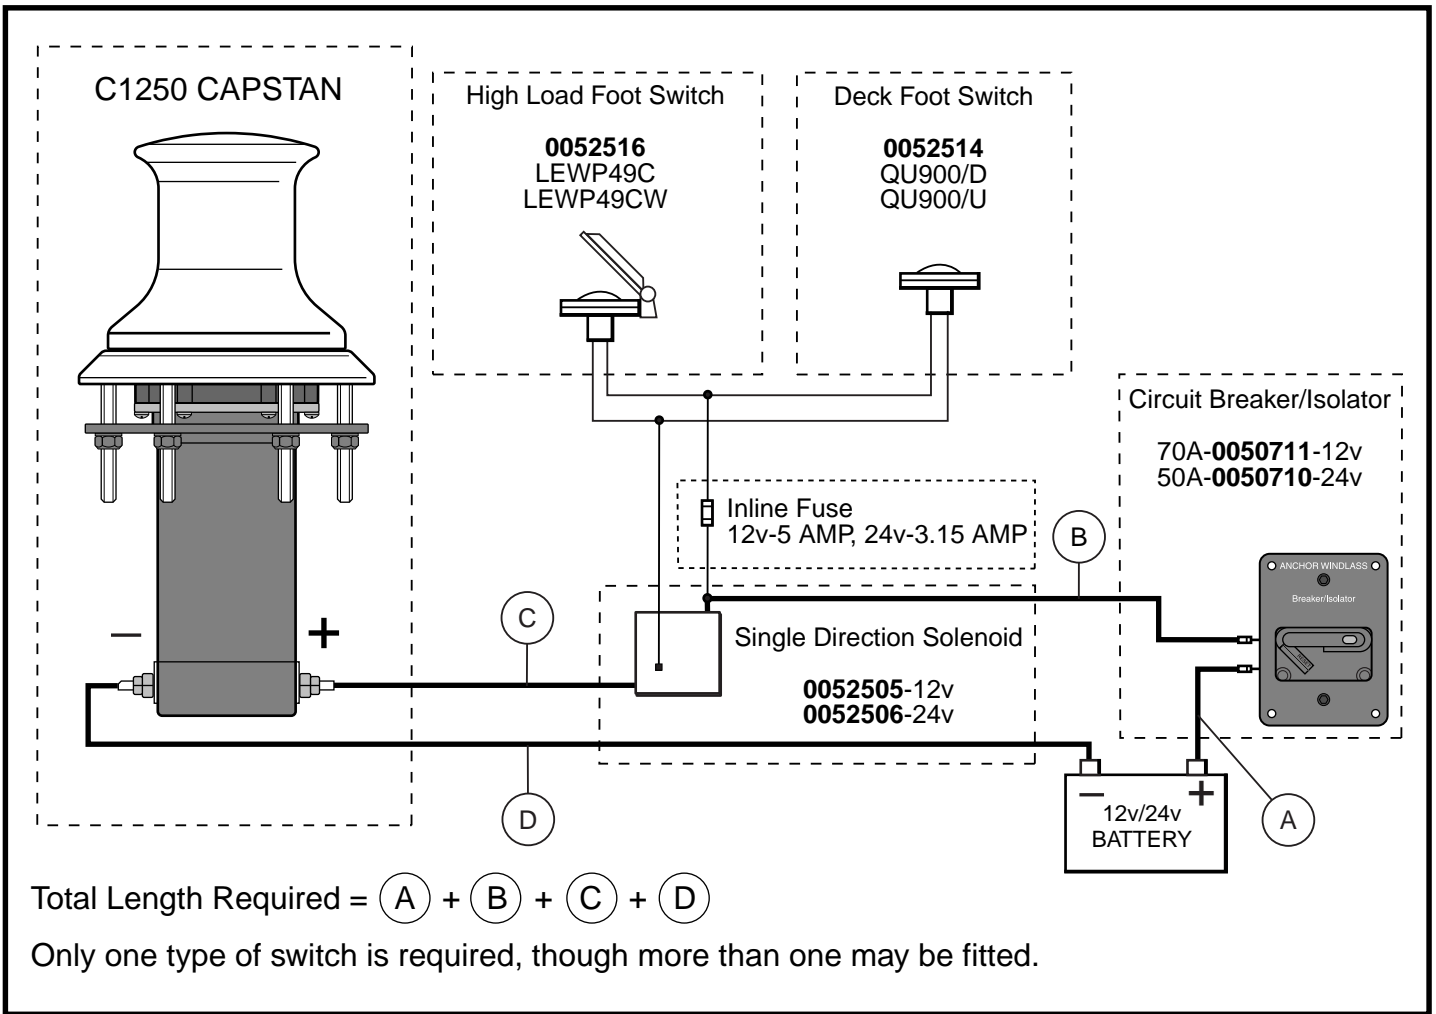 C1250 CAPSTAN
High Load Foot Switch
0052516
LEWP49C
LEWP49CW
Deck Foot Switch
0052514
QU900/D
QU900/U
Circuit Breaker/Isolator
70A-0050711-12v
50A-0050710-24v
Inline Fuse
12v-5 AMP, 24v-3.15 AMP
B
ANCHOR WINDLASS
Breaker/Isolator
C
− +
Single Direction Solenoid
0052505-12v
0052506-24v
D
− +
12v/24v
BATTERY
A
Total Length Required = A + B + C + D
Only one type of switch is required, though more than one may be fitted.